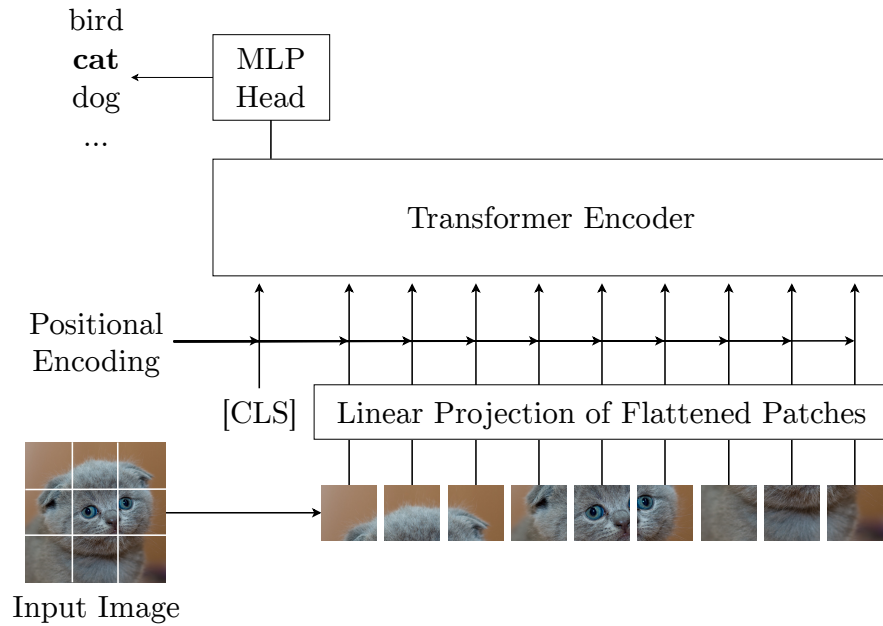 bird
cat
dog
...
MLP
Head
Transformer Encoder
Positional
Encoding
[CLS]
Linear Projection of Flattened Patches
Input Image